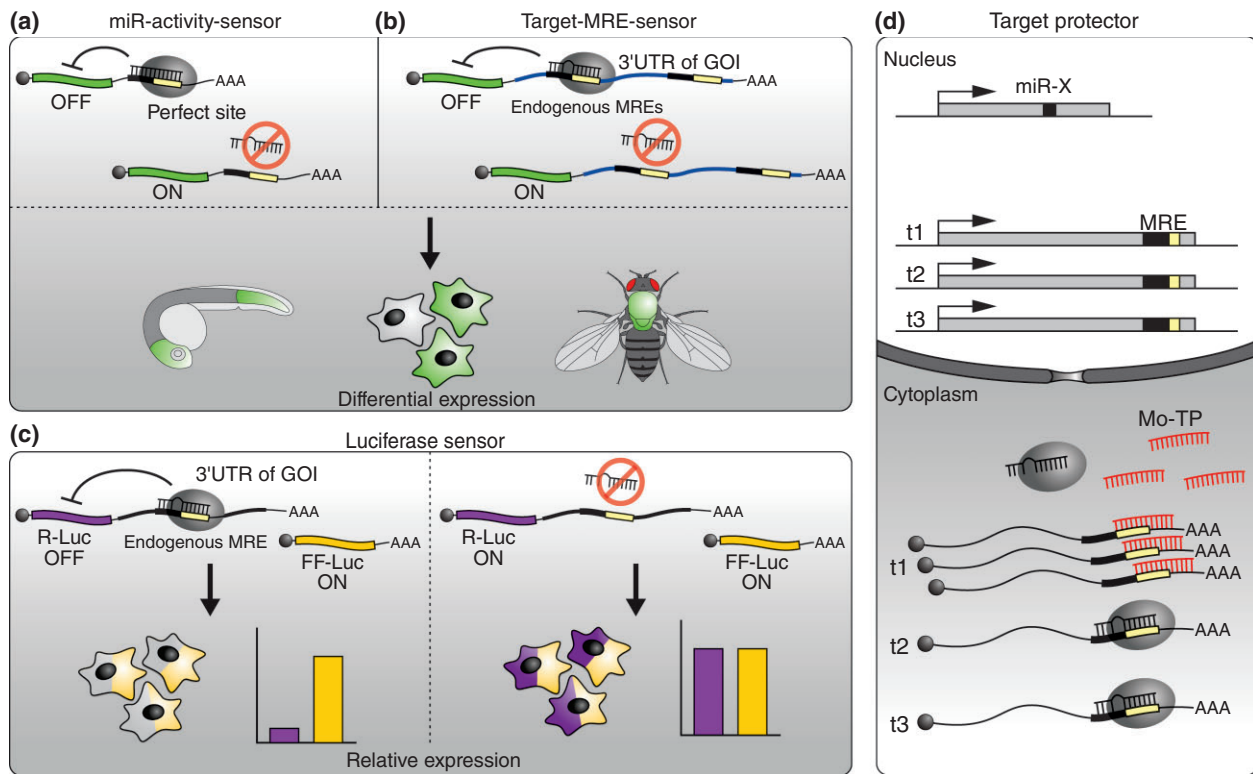 (a)
miR-activity-sensor
OFF
AAA
Perfect site
ON
AAA
(b)
Target-MRE-sensor
3'UTR of GOI
OFF
AAA
Endogenous MREs
ON
AAA
Differential expression
(c)
Luciferase sensor
3'UTR of GOI
AAA
R-Luc
OFF
Endogenous MRE
AAA
FF-Luc
ON
AAA
R-Luc
ON
AAA
FF-Luc
ON
Relative expression
(d)
Target protector
Nucleus
miR-X
MRE
t1
t2
t3
Cytoplasm
Mo-TP
AAA
AAA
t1
AAA
AAA
t2
AAA
t3